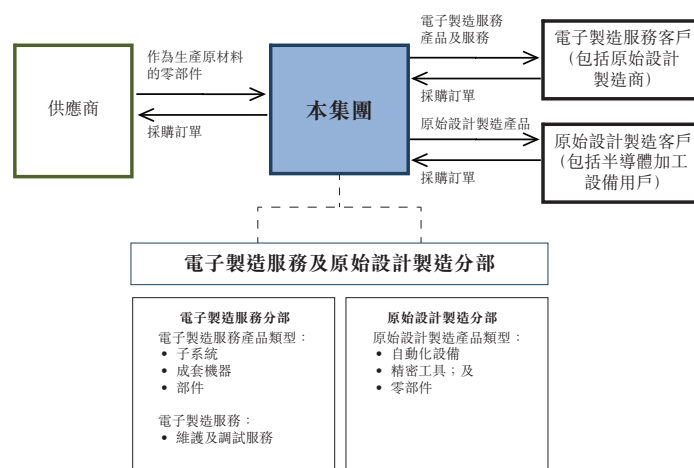 供應商
作為生產原材料
的零部件
採購訂單
本集團
電子製造服務
產品及服務
採購訂單
原始設計製造產品
採購訂單
電子製造服務客戶
(包括原始設計
製造商)
原始設計製造客戶
(包括半導體加工
設備用戶)
電子製造服務及原始設計製造分部
電子製造服務分部
電子製造服務產品類型：
• 子系統
• 成套機器
• 部件
電子製造服務：
• 維護及調試服務
原始設計製造分部
原始設計製造產品類型：
• 自動化設備
• 精密工具；及
• 零部件